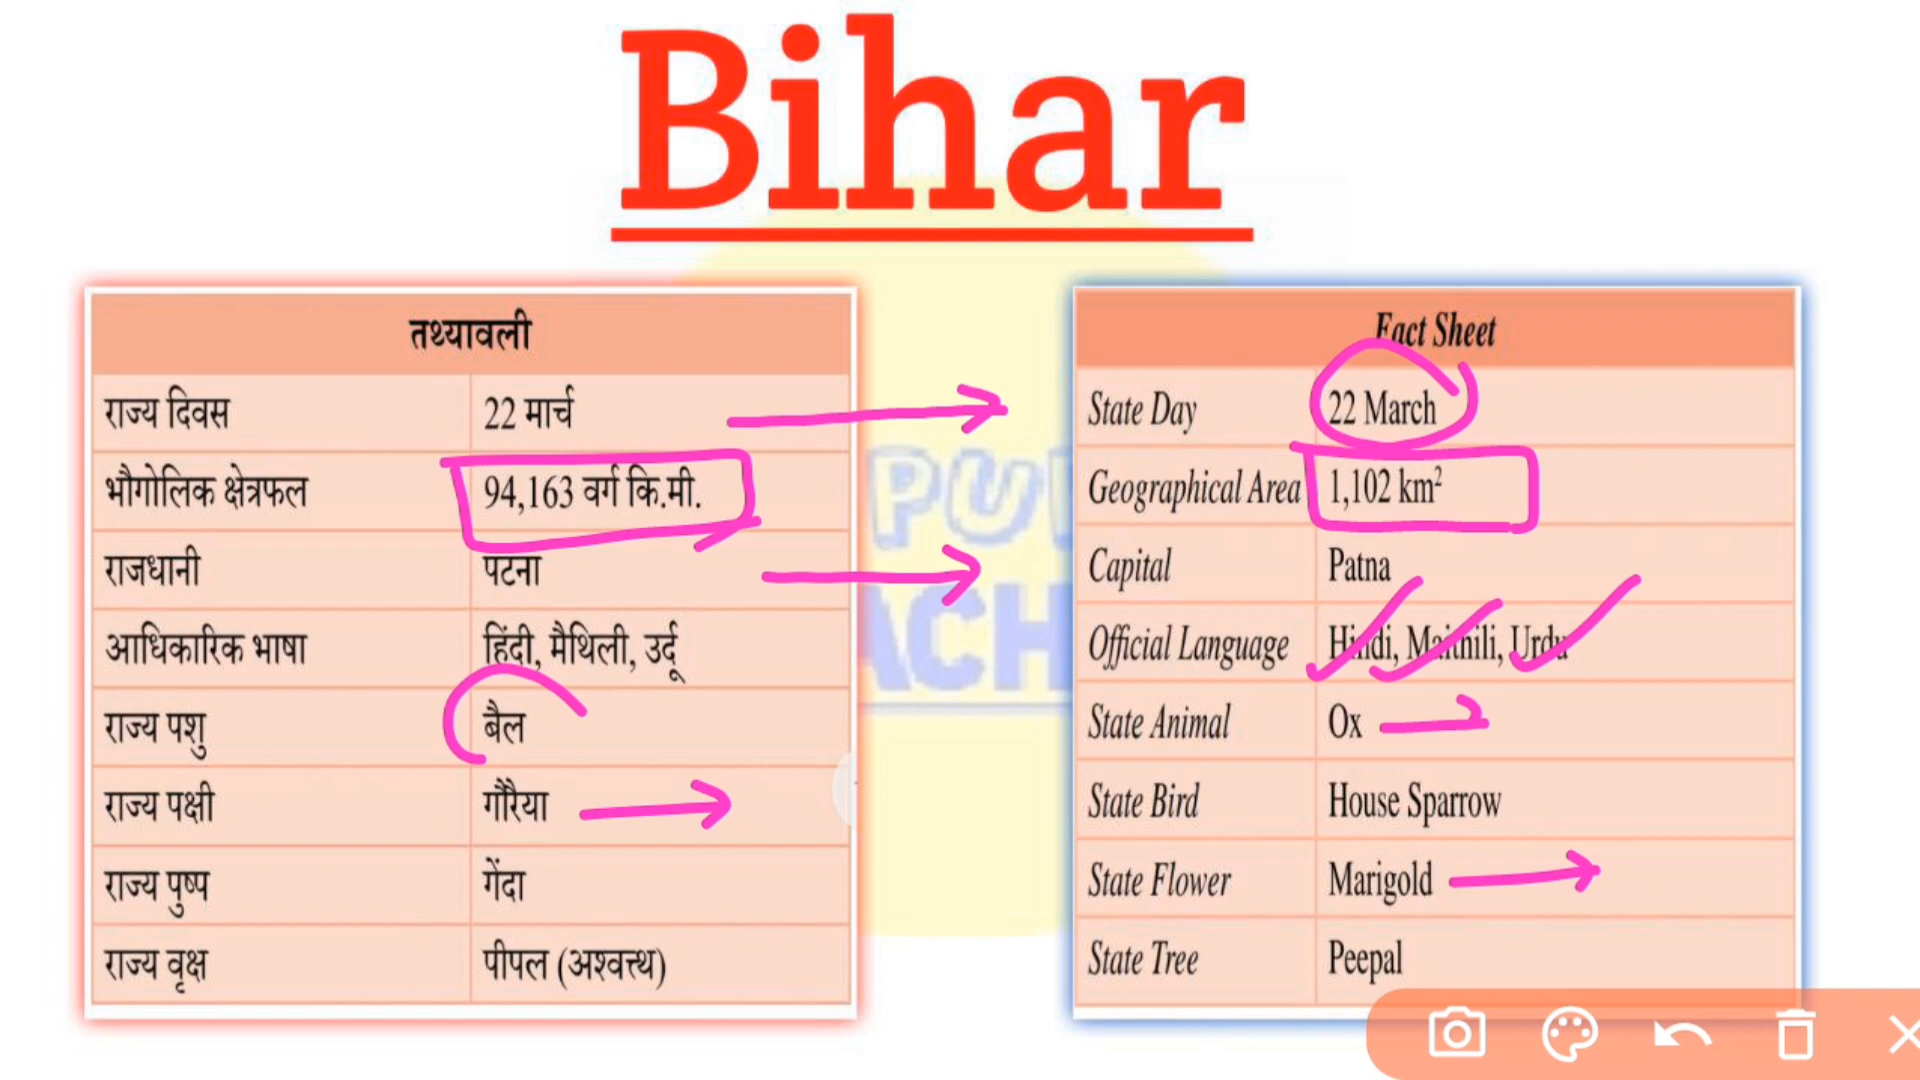 Bihar
तथ्यावली
राज्य दिवस 22 मार्च
भौगोलिक क्षेत्रफल 94,163 वर्ग कि.मी.
राजधानी पटना
आधिकारिक भाषा हिंदी, मैथिली, उर्दू
राज्य पशु बैल
राज्य पक्षी गौरैया
राज्य पुष्प गेंदा
राज्य वृक्ष पीपल (अश्वत्थ)
Fact Sheet
State Day 22 March
Geographical Area 1,102 km²
Capital Patna
Official Language Hindi, Maithili, Urdu
State Animal Ox
State Bird House Sparrow
State Flower Marigold
State Tree Peepal